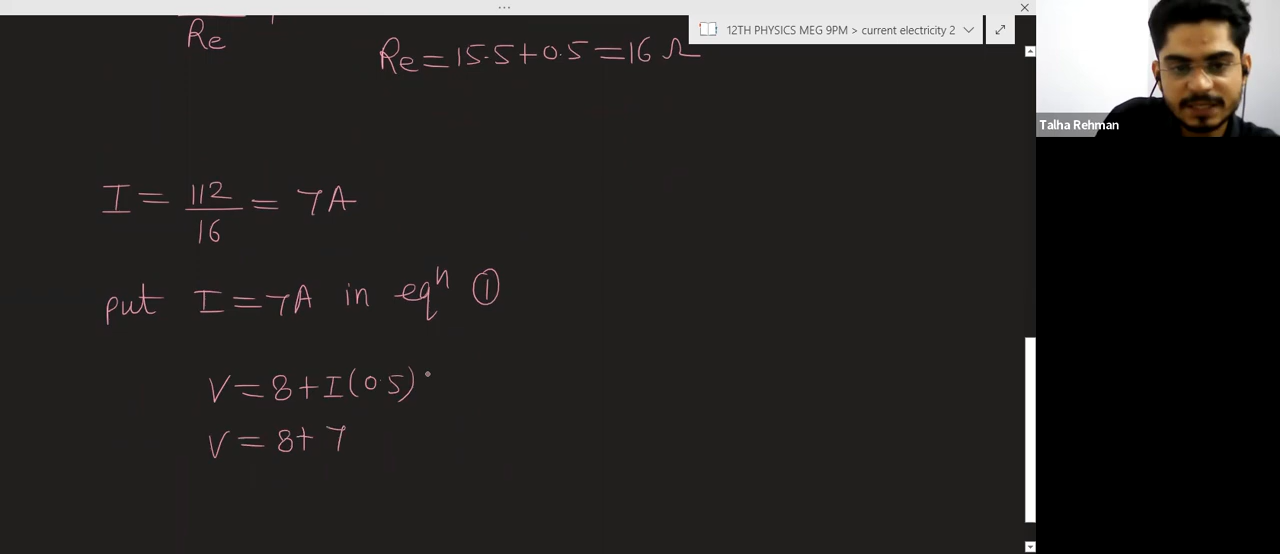 12TH PHYSICS MEG 9PM > current electricity 2
Re
Re = 15.5 + 0.5 = 16 Ω
Talha Rehman
I = 112/16 = 7A
put I = 7A in eqn ①
V = 8 + I(0.5)
V = 8 + 7